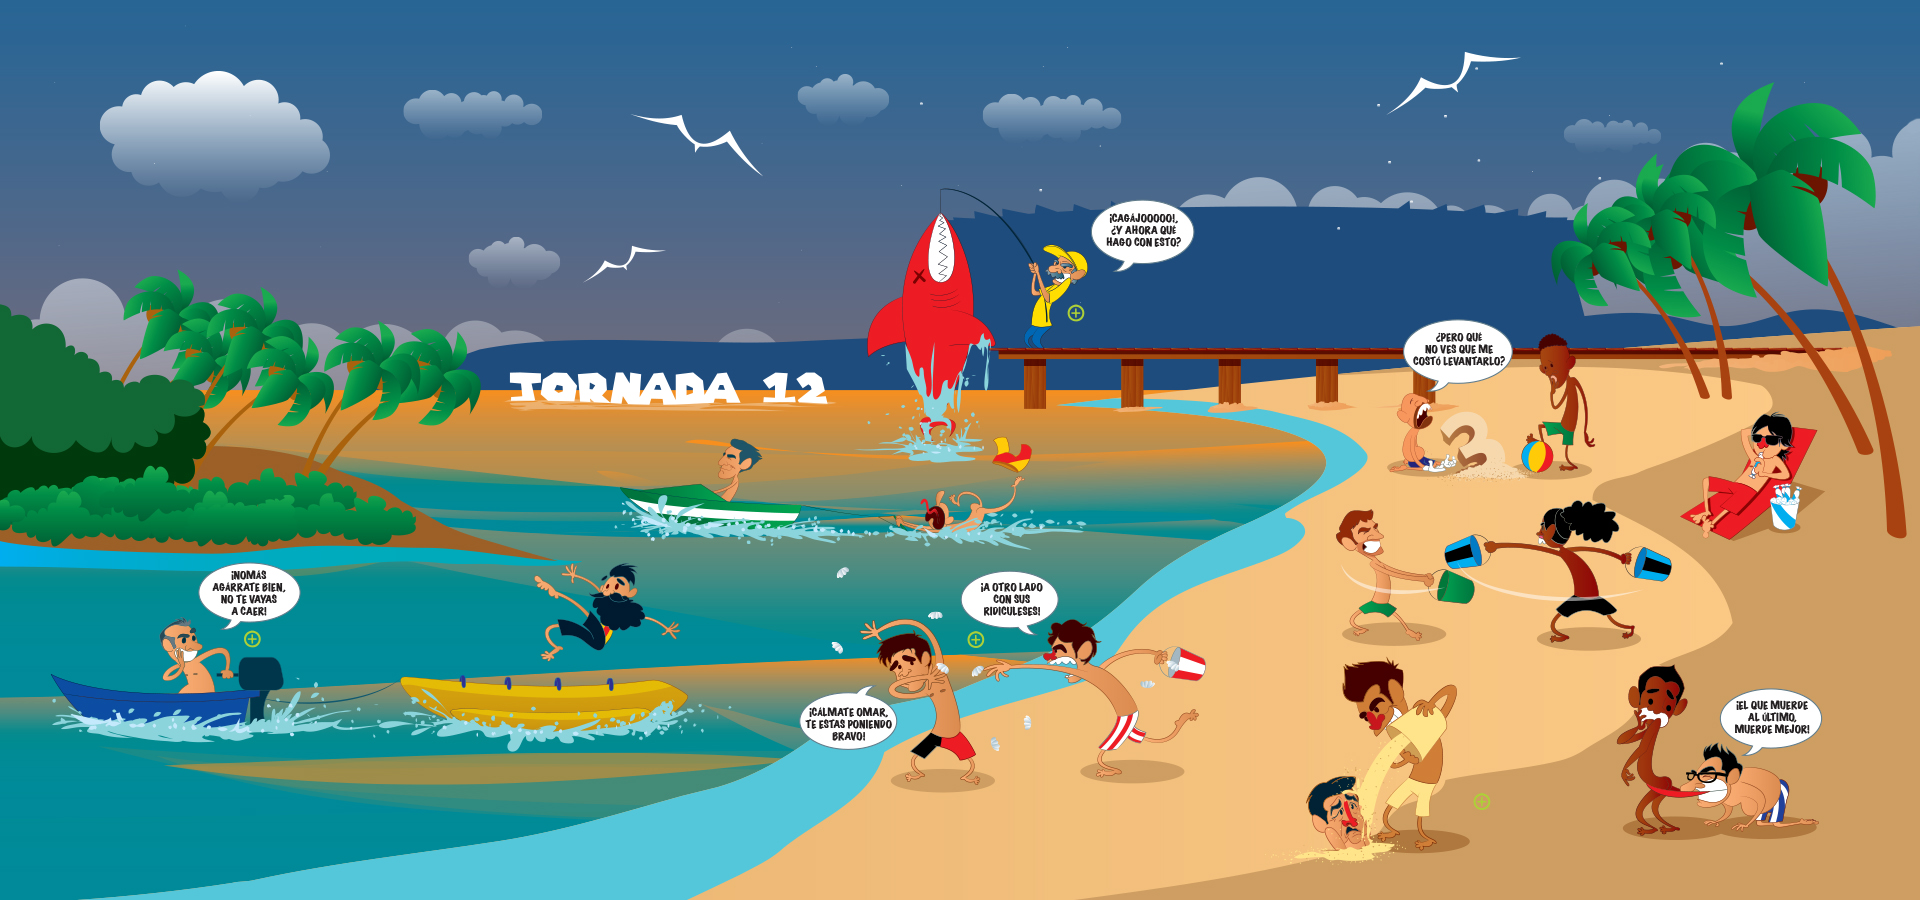 ¡CAGÁJOOOOO!,
¿Y AHORA QUÉ
HAGO CON ESTO?
¿PERO QUÉ
NO VES QUE ME
COSTÓ LEVANTARLO?
JORNADA 12
3
¡NOMÁS
AGÁRRATE BIEN,
NO TE VAYAS
A CAER!
¡A OTRO LADO
CON SUS
RIDICULESES!
¡CÁLMATE OMAR,
TE ESTAS PONIENDO
BRAVO!
¡EL QUE MUERDE
AL ÚLTIMO,
MUERDE MEJOR!